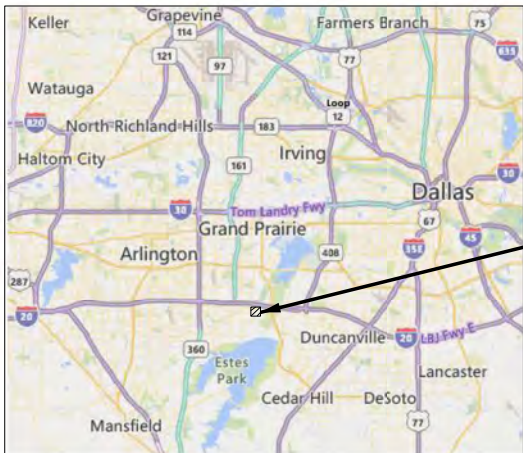 Keller
Grapevine
Farmers Branch
75
114
635
121
97
77
Watauga
Loop
12
820
North Richland Hills
183
Haltom City
161
Irving
30
Dallas
30
Tom Landry Fwy
67
Grand Prairie
35E
45
Arlington
408
287
20
Duncanville
20
LBJ Fwy E
360
Estes
Park
Lancaster
Cedar Hill
DeSoto
77
Mansfield